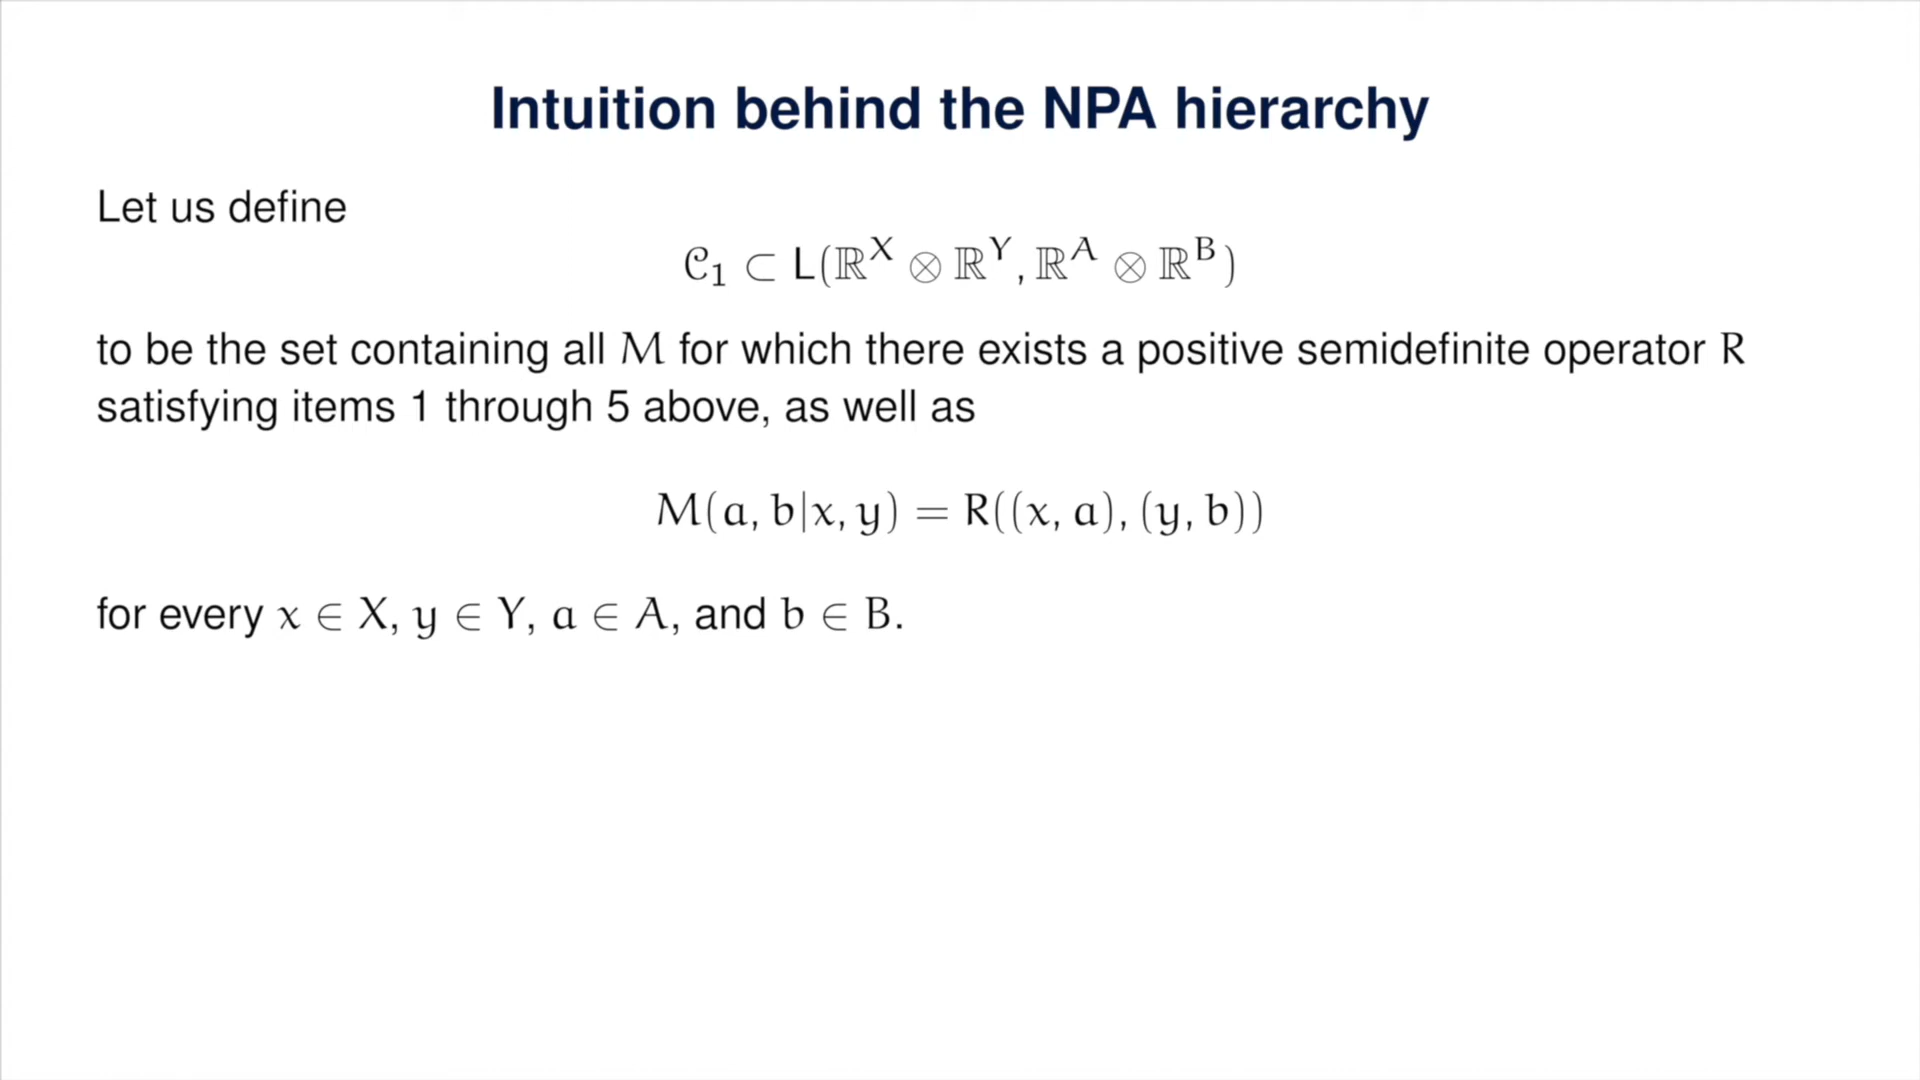 Intuition behind the NPA hierarchy
Let us define
𝒞₁ ⊂ L(ℝ^X ⊗ ℝ^Y, ℝ^A ⊗ ℝ^B)
to be the set containing all M for which there exists a positive semidefinite operator R
satisfying items 1 through 5 above, as well as
M(a, b|x, y) = R((x, a), (y, b))
for every x ∈ X, y ∈ Y, a ∈ A, and b ∈ B.